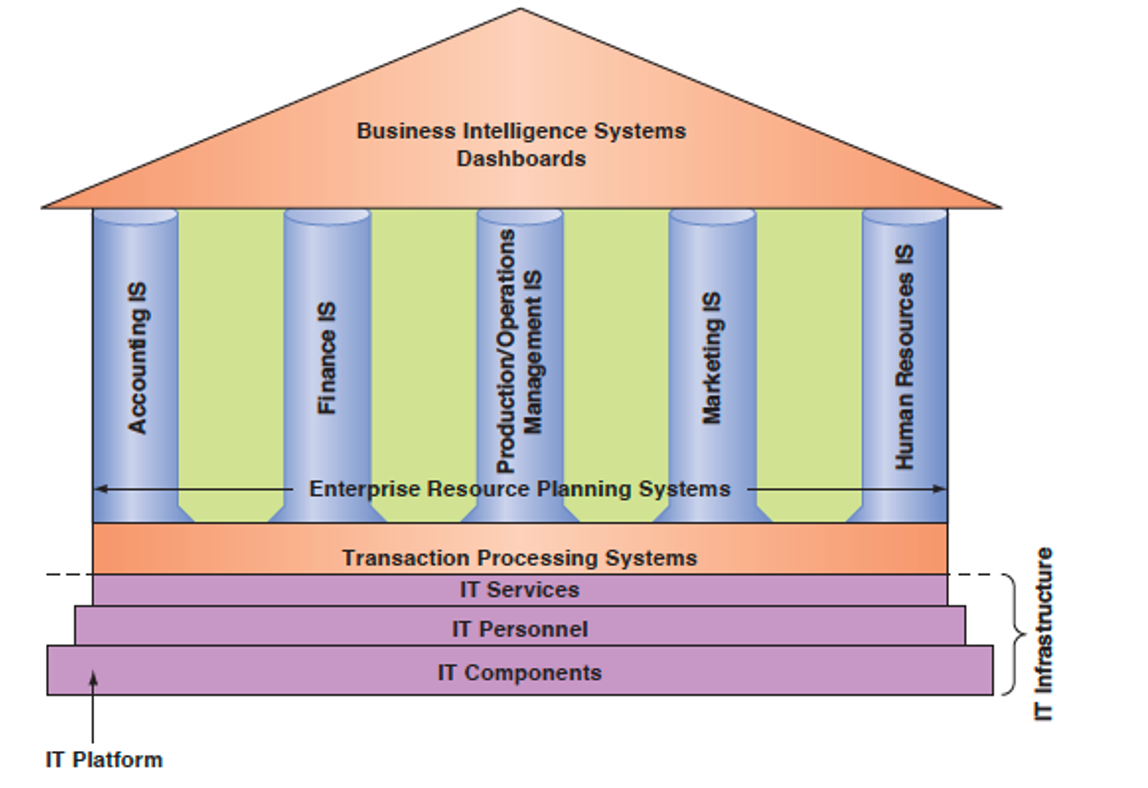 Business Intelligence Systems
Dashboards
Accounting IS
Finance IS
Production/Operations
Management IS
Marketing IS
Human Resources IS
Enterprise Resource Planning Systems
Transaction Processing Systems
IT Services
IT Personnel
IT Components
IT Infrastructure
IT Platform